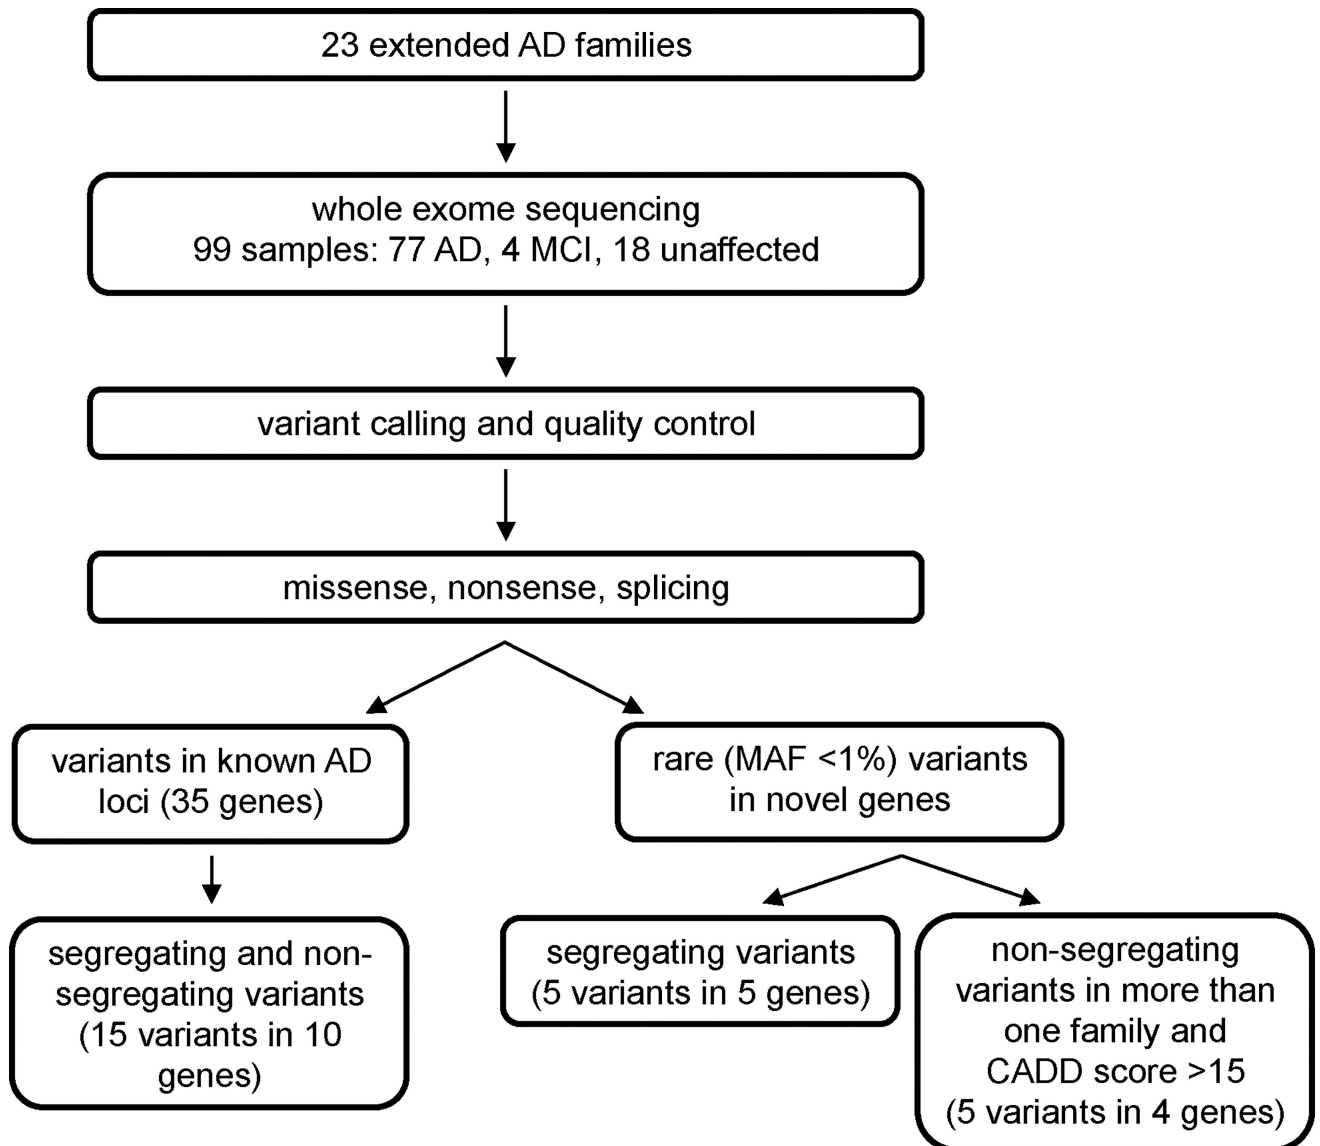 23 extended AD families
whole exome sequencing
99 samples: 77 AD, 4 MCI, 18 unaffected
variant calling and quality control
missense, nonsense, splicing
variants in known AD
loci (35 genes)
rare (MAF <1%) variants
in novel genes
segregating and non-
segregating variants
(15 variants in 10
genes)
segregating variants
(5 variants in 5 genes)
non-segregating
variants in more than
one family and
CADD score >15
(5 variants in 4 genes)